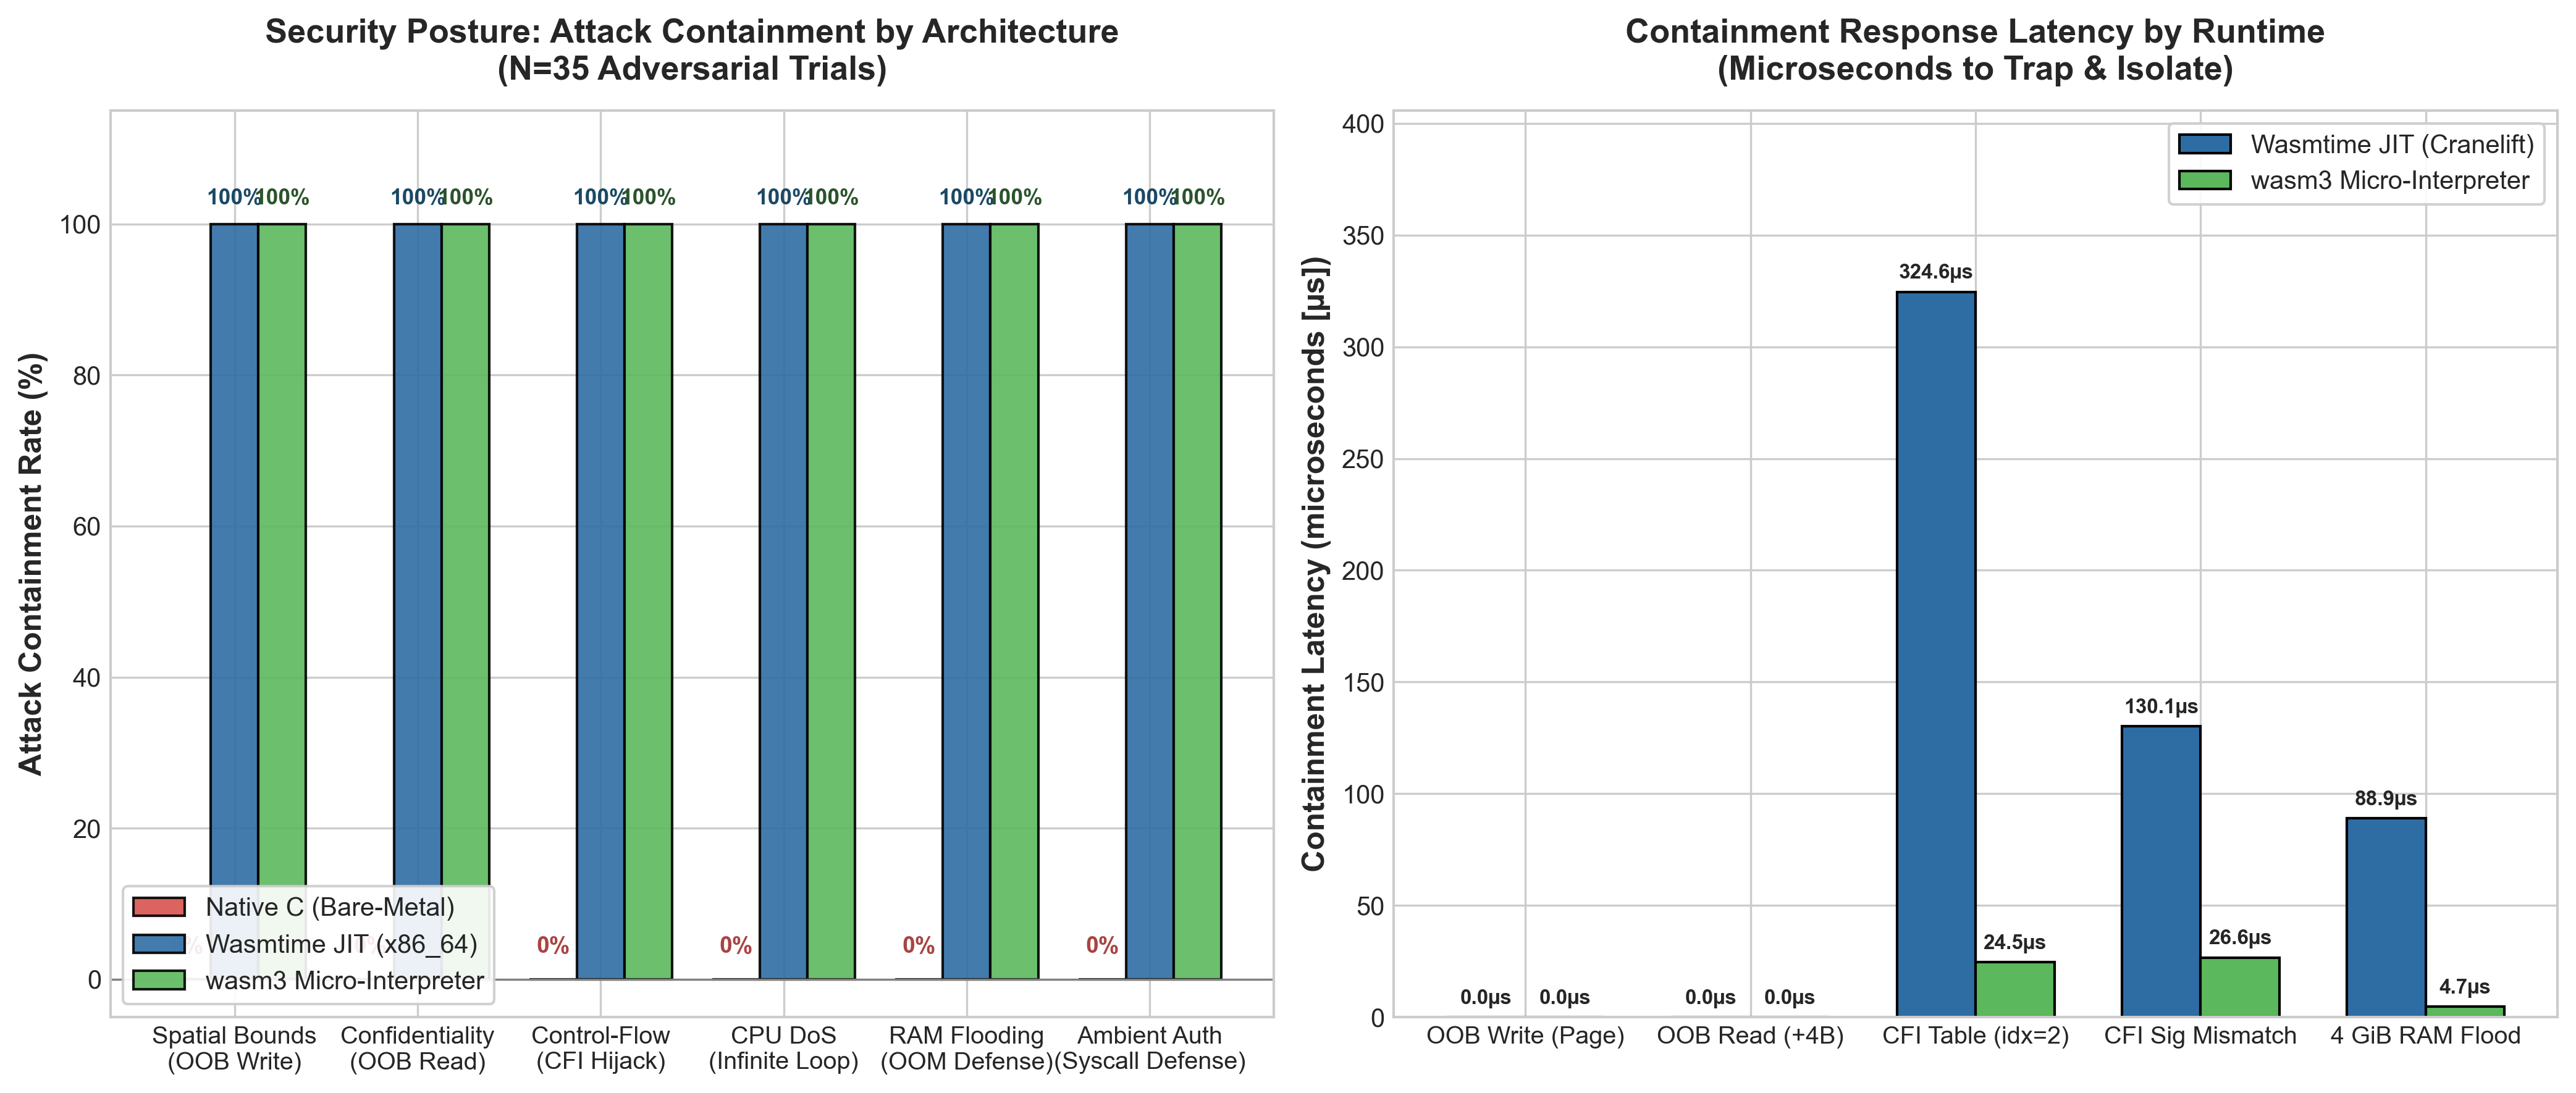 Security Posture: Attack Containment by Architecture
(N=35 Adversarial Trials)
Attack Containment Rate (%)
100
80
60
40
20
0
100% 100% 100% 100% 100% 100% 100% 100% 100% 100% 100% 100%
0% 0% 0% 0%
Native C (Bare-Metal)
Wasmtime JIT (x86_64)
wasm3 Micro-Interpreter
Spatial Bounds Confidentiality Control-Flow CPU DoS RAM Flooding Ambient Auth
(OOB Write) (OOB Read) (CFI Hijack) (Infinite Loop) (OOM Defense) (Syscall Defense)
Containment Response Latency by Runtime
(Microseconds to Trap & Isolate)
Containment Latency (microseconds [µs])
400
350
300
250
200
150
100
50
0
Wasmtime JIT (Cranelift)
wasm3 Micro-Interpreter
324.6µs
130.1µs
88.9µs
24.5µs 26.6µs
4.7µs
0.0µs 0.0µs 0.0µs 0.0µs
OOB Write (Page) OOB Read (+4B) CFI Table (idx=2) CFI Sig Mismatch 4 GiB RAM Flood